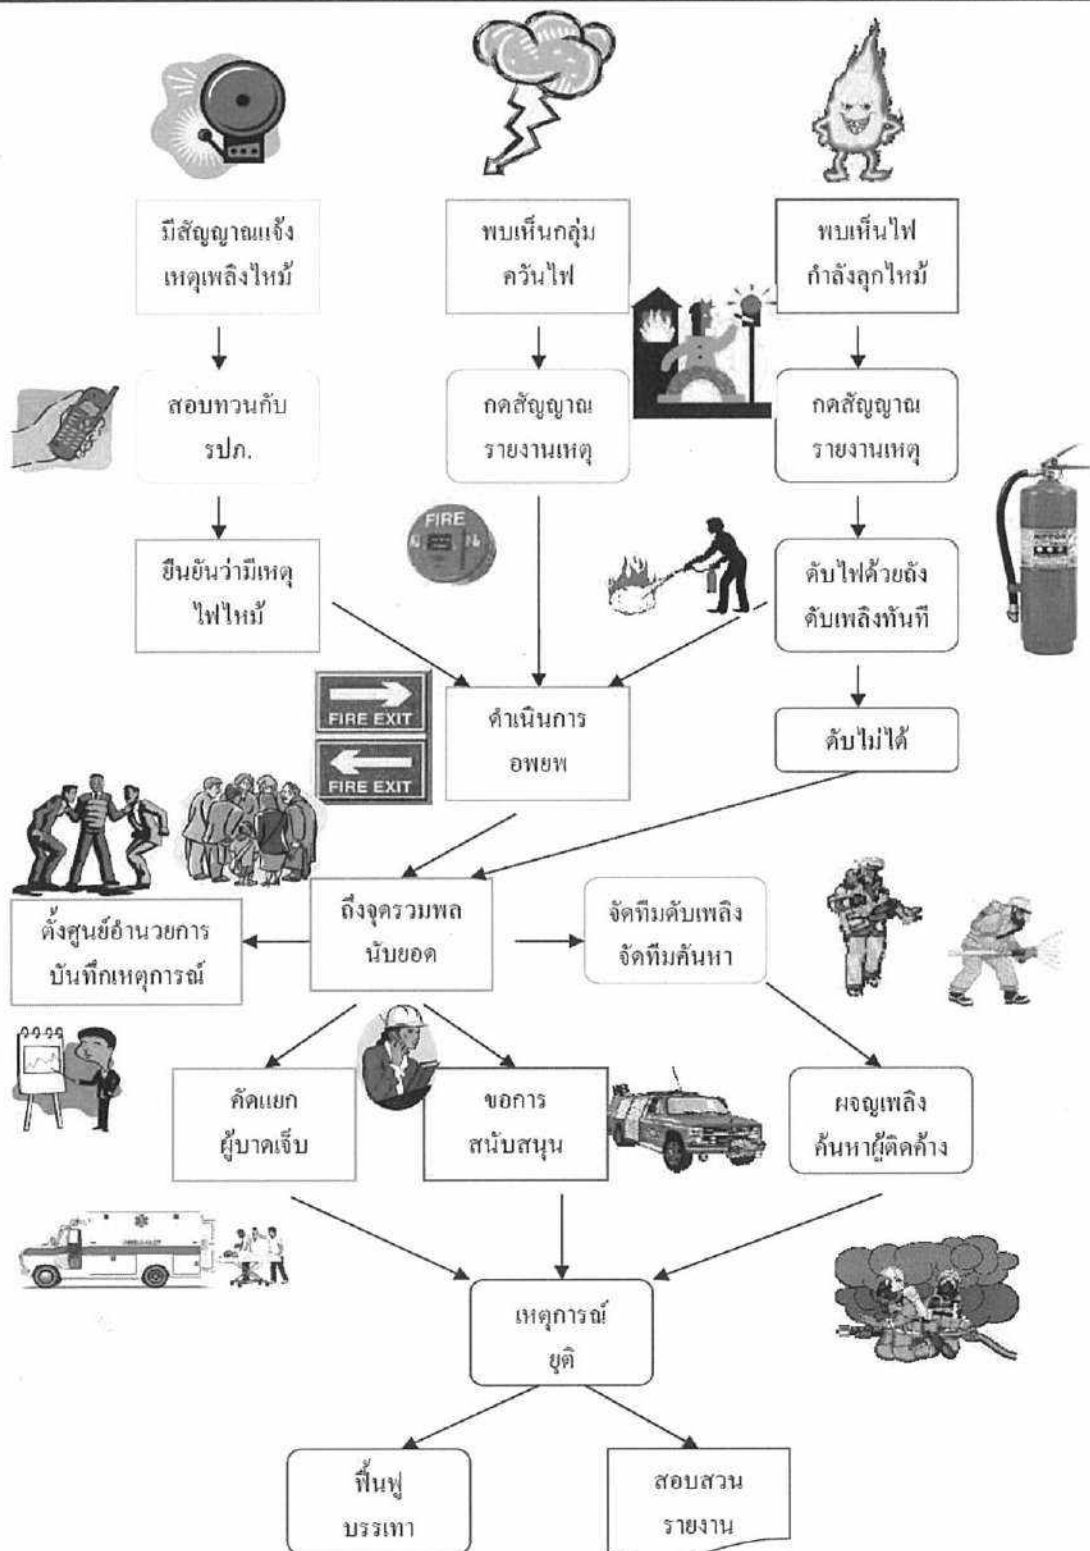 มีสัญญาณแจ้ง
เหตุเพลิงไหม้
พบเห็นกลุ่ม
ควันไฟ
พบเห็นไฟ
กำลังลุกไหม้
สอบทวนกับ
รปภ.
กดสัญญาณ
รายงานเหตุ
กดสัญญาณ
รายงานเหตุ
FIRE
ยืนยันว่ามีเหตุ
ไฟไหม้
ดับไฟด้วยถัง
ดับเพลิงทันที
FIRE EXIT
FIRE EXIT
ดำเนินการ
อพยพ
ดับไม่ได้
ตั้งศูนย์อำนวยการ
บันทึกเหตุการณ์
ถึงจุดรวมพล
นับยอด
จัดทีมดับเพลิง
จัดทีมค้นหา
คัดแยก
ผู้บาดเจ็บ
ขอการ
สนับสนุน
ผจญเพลิง
ค้นหาผู้ติดค้าง
เหตุการณ์
ยุติ
ฟื้นฟู
บรรเทา
สอบสวน
รายงาน